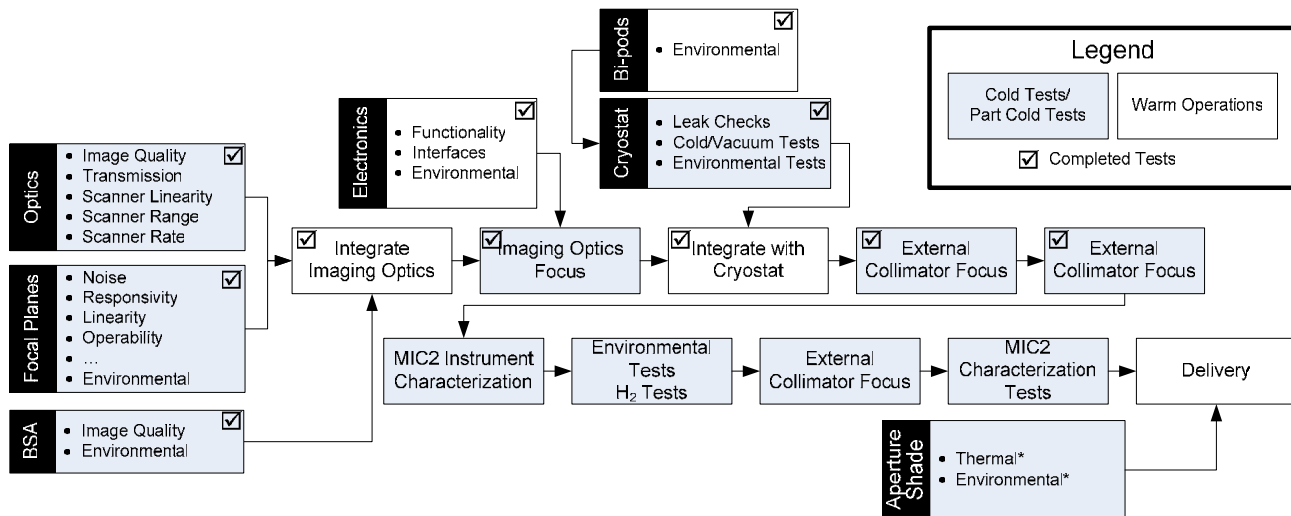 Bi-pods
• Environmental
Legend
Cold Tests/
Part Cold Tests
Warm Operations
Completed Tests
Cryostat
• Leak Checks
• Cold/Vacuum Tests
• Environmental Tests
Electronics
• Functionality
• Interfaces
• Environmental
Optics
• Image Quality
• Transmission
• Scanner Linearity
• Scanner Range
• Scanner Rate
Focal Planes
• Noise
• Responsivity
• Linearity
• Operability
• ...
• Environmental
BSA
• Image Quality
• Environmental
Integrate
Imaging Optics
Imaging Optics
Focus
Integrate with
Cryostat
External
Collimator Focus
External
Collimator Focus
MIC2 Instrument
Characterization
Environmental
Tests
H₂ Tests
External
Collimator Focus
MIC2
Characterization
Tests
Delivery
Aperture
Shade
• Thermal*
• Environmental*